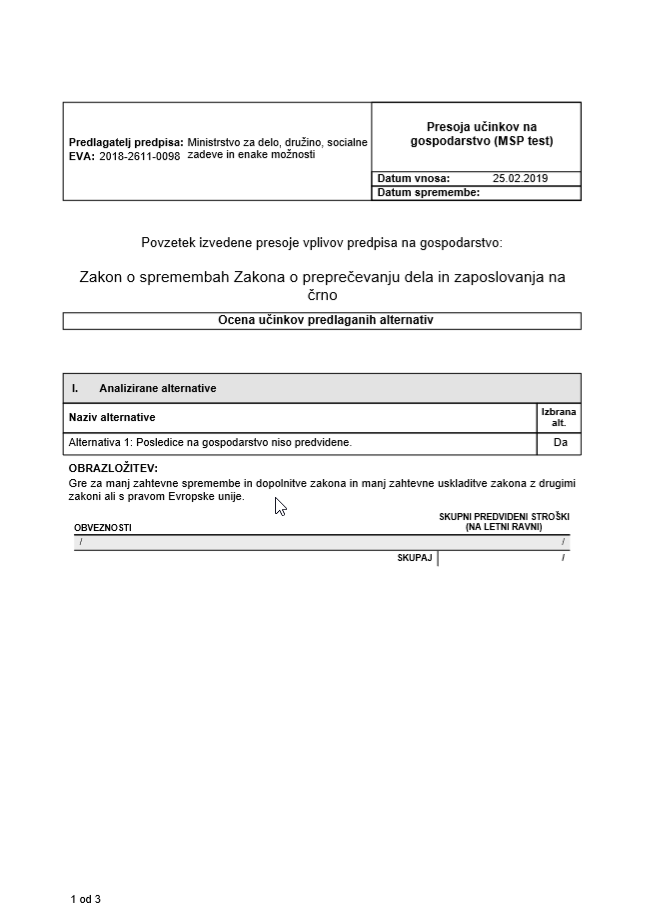 Predlagatelj predpisa: Ministrstvo za delo, družino, socialne
zadeve in enake možnosti
EVA: 2018-2611-0098
Presoja učinkov na
gospodarstvo (MSP test)
Datum vnosa: 25.02.2019
Datum spremembe:
Povzetek izvedene presoje vplivov predpisa na gospodarstvo:
Zakon o spremembah Zakona o preprečevanju dela in zaposlovanja na
črno
Ocena učinkov predlaganih alternativ
I. Analizirane alternative
Naziv alternative
Izbrana
alt.
Alternativa 1: Posledice na gospodarstvo niso predvidene. Da
OBRAZLOŽITEV:
Gre za manj zahtevne spremembe in dopolnitve zakona in manj zahtevne uskladitve zakona z drugimi
zakoni ali s pravom Evropske unije.
OBVEZNOSTI
SKUPNI PREDVIDENI STROŠKI
(NA LETNI RAVNI)
/ /
SKUPAJ /
1 od 3